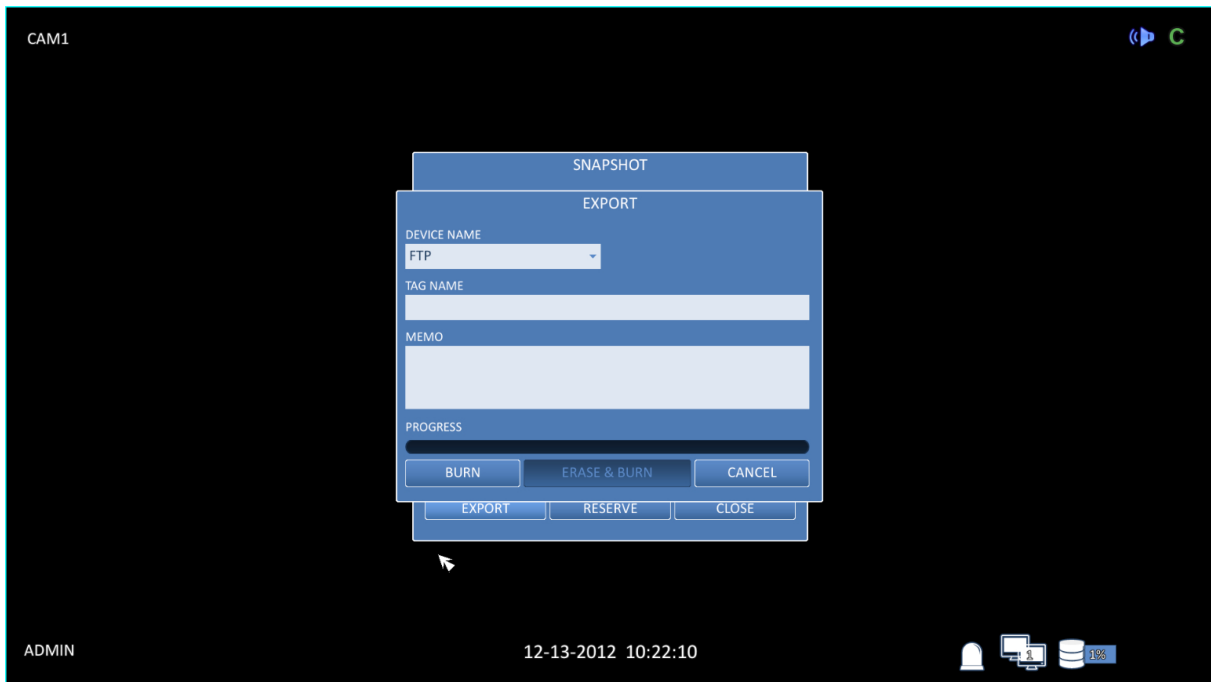 CAM1 C
SNAPSHOT
EXPORT
DEVICE NAME
FTP
TAG NAME
MEMO
PROGRESS
BURN ERASE & BURN CANCEL
EXPORT RESERVE CLOSE
ADMIN 12-13-2012 10:22:10 1 1%